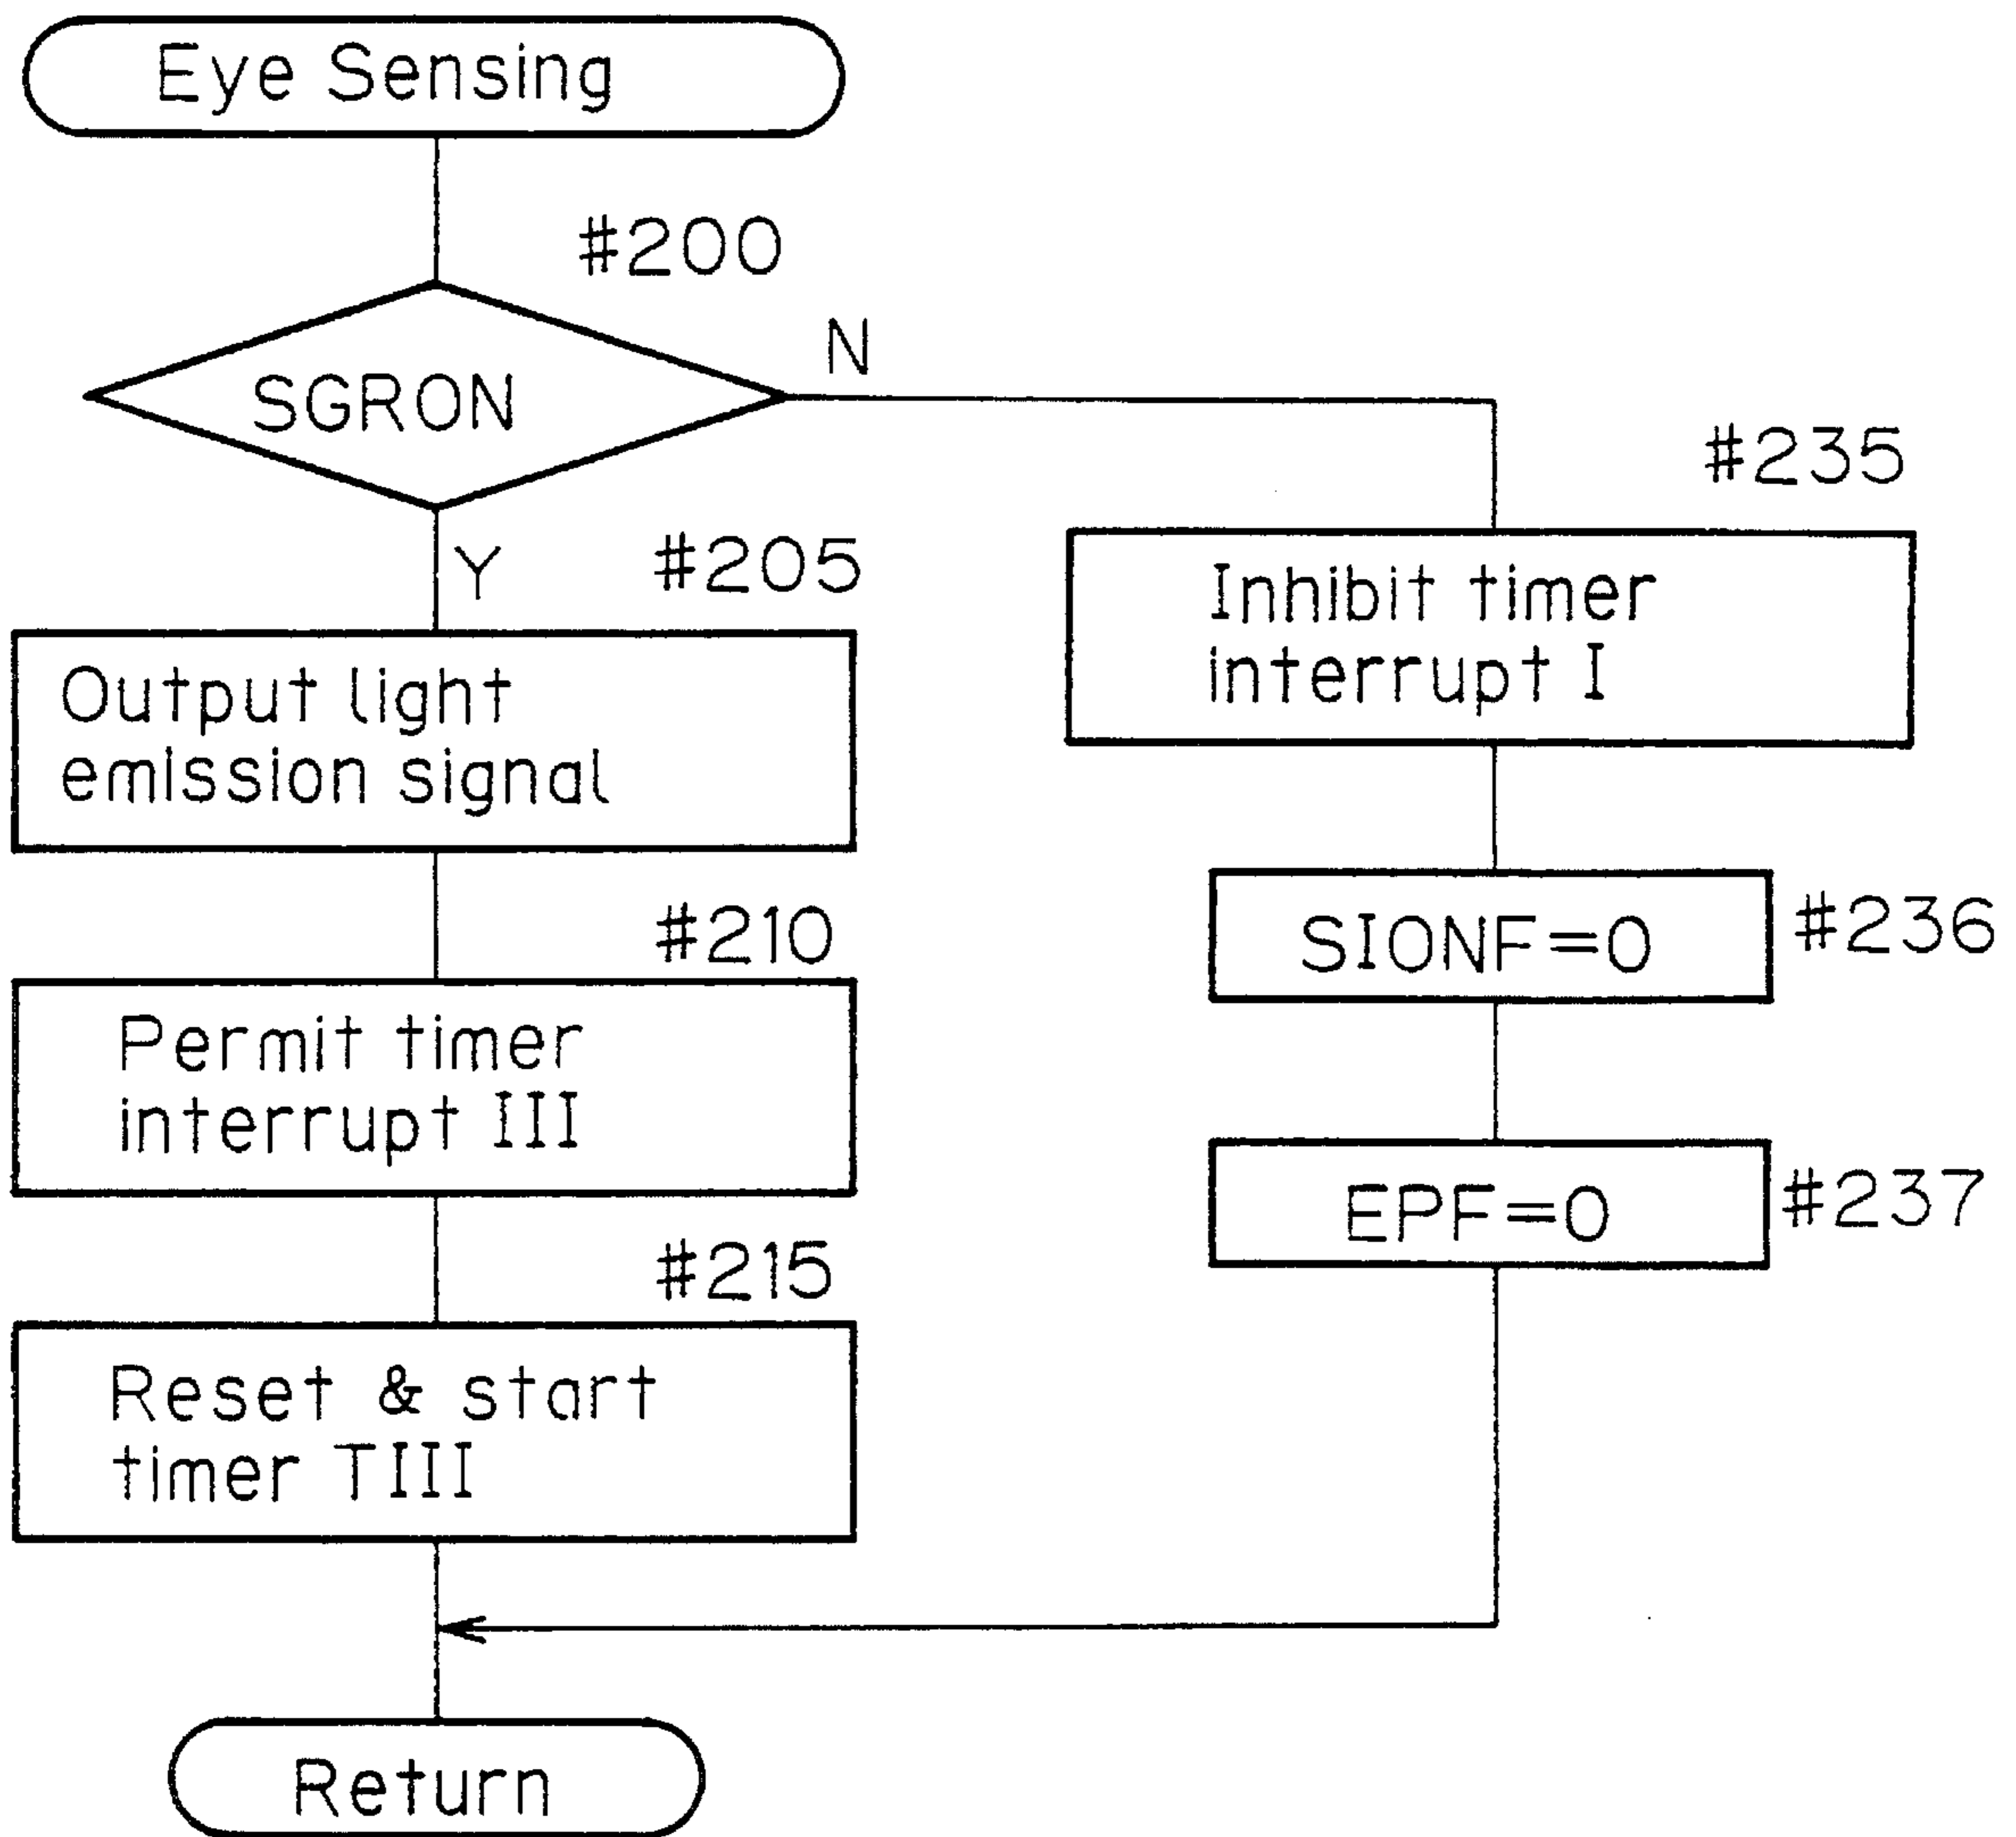 Eye Sensing
#200
SGRON
N
Y
#205
Output light
emission signal
#210
Permit timer
interrupt III
#215
Reset & start
timer TIII
#235
Inhibit timer
interrupt I
SIONF=0
#236
EPF=0
#237
Return